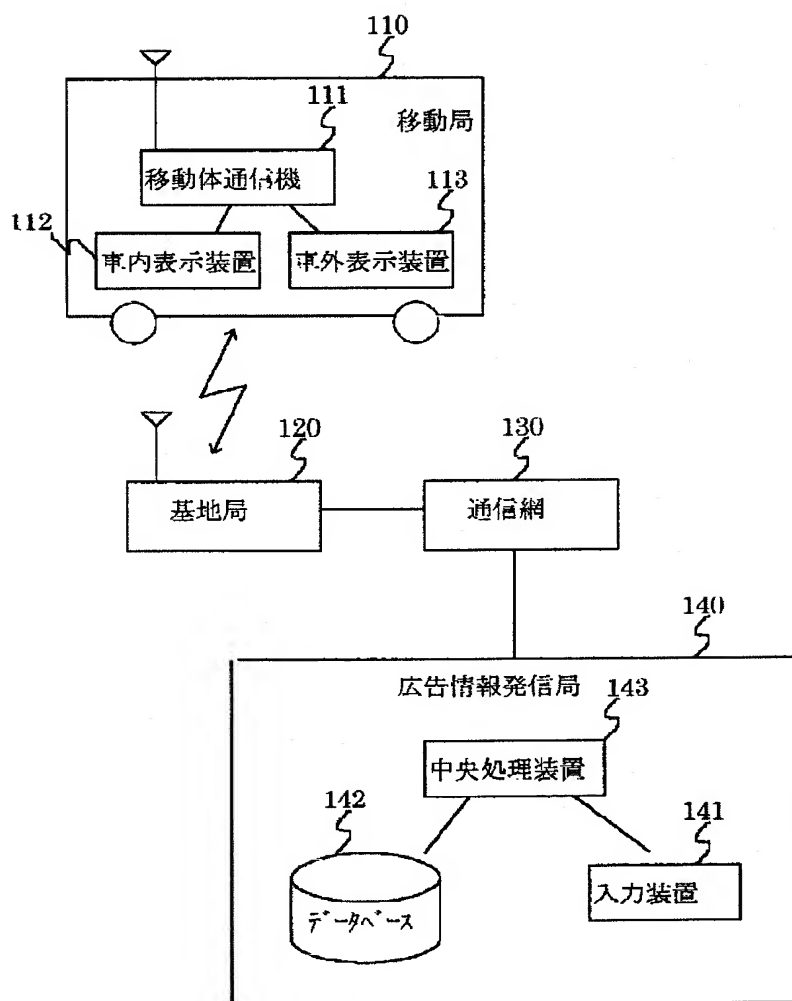 110
移動局
111
移動体通信機
112
113
車内表示装置
車外表示装置
120
基地局
130
通信網
140
広告情報発信局
143
中央処理装置
142
データベース
141
入力装置